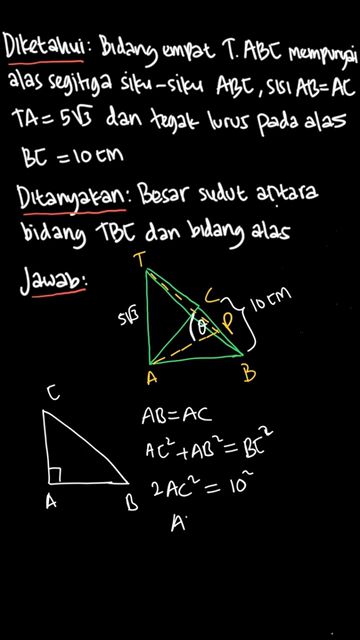 Diketahui: Bidang empat T.ABC mempunyai
alas segitiga siku-siku ABC, sisi AB=AC
TA = 5√3 dan tegak lurus pada alas
BC = 10 cm
Ditanyakan: Besar sudut antara
bidang TBC dan bidang alas
Jawab:
T
C
10 cm
5√3
θ
P
A
B
C
A
B
AB = AC
AC² + AB² = BC²
2AC² = 10²
A